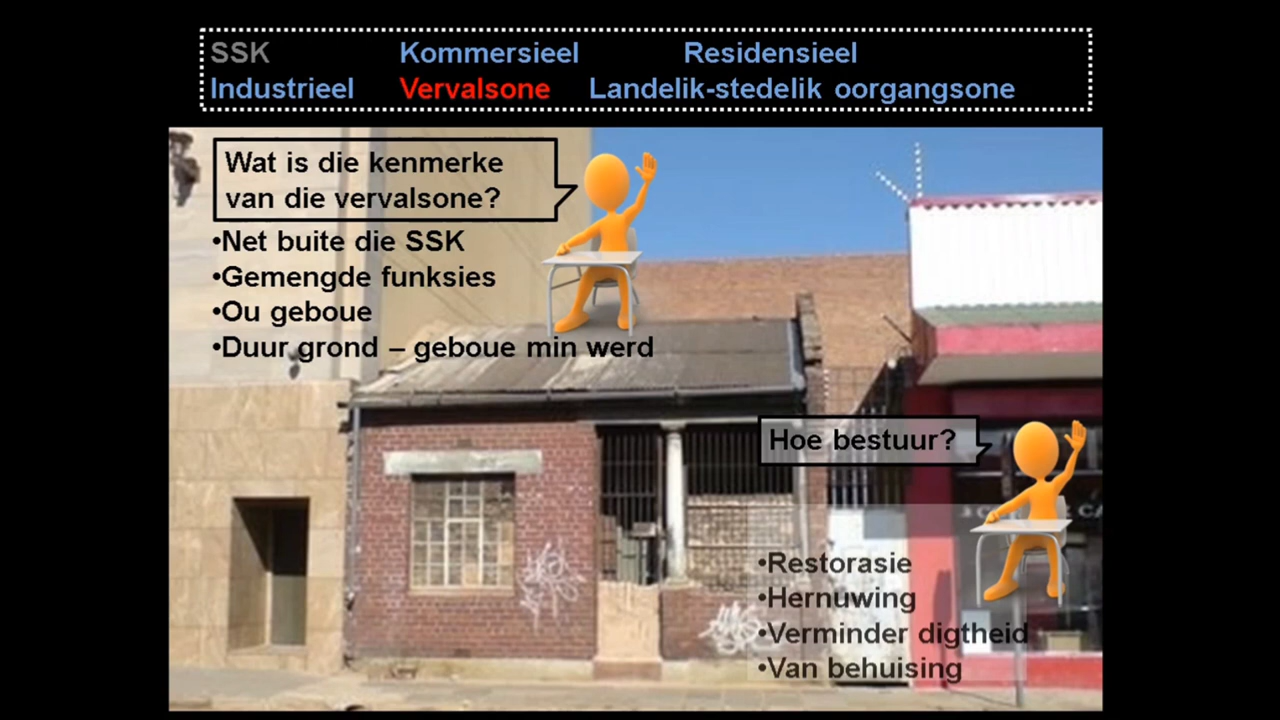 SSK Kommersieel Residensieel
Industrieel Vervalsone Landelik-stedelik oorgangsone
Wat is die kenmerke
van die vervalsone?
•Net buite die SSK
•Gemengde funksies
•Ou geboue
•Duur grond – geboue min werd
Hoe bestuur?
•Restorasie
•Hernuwing
•Verminder digtheid
•Van behuising